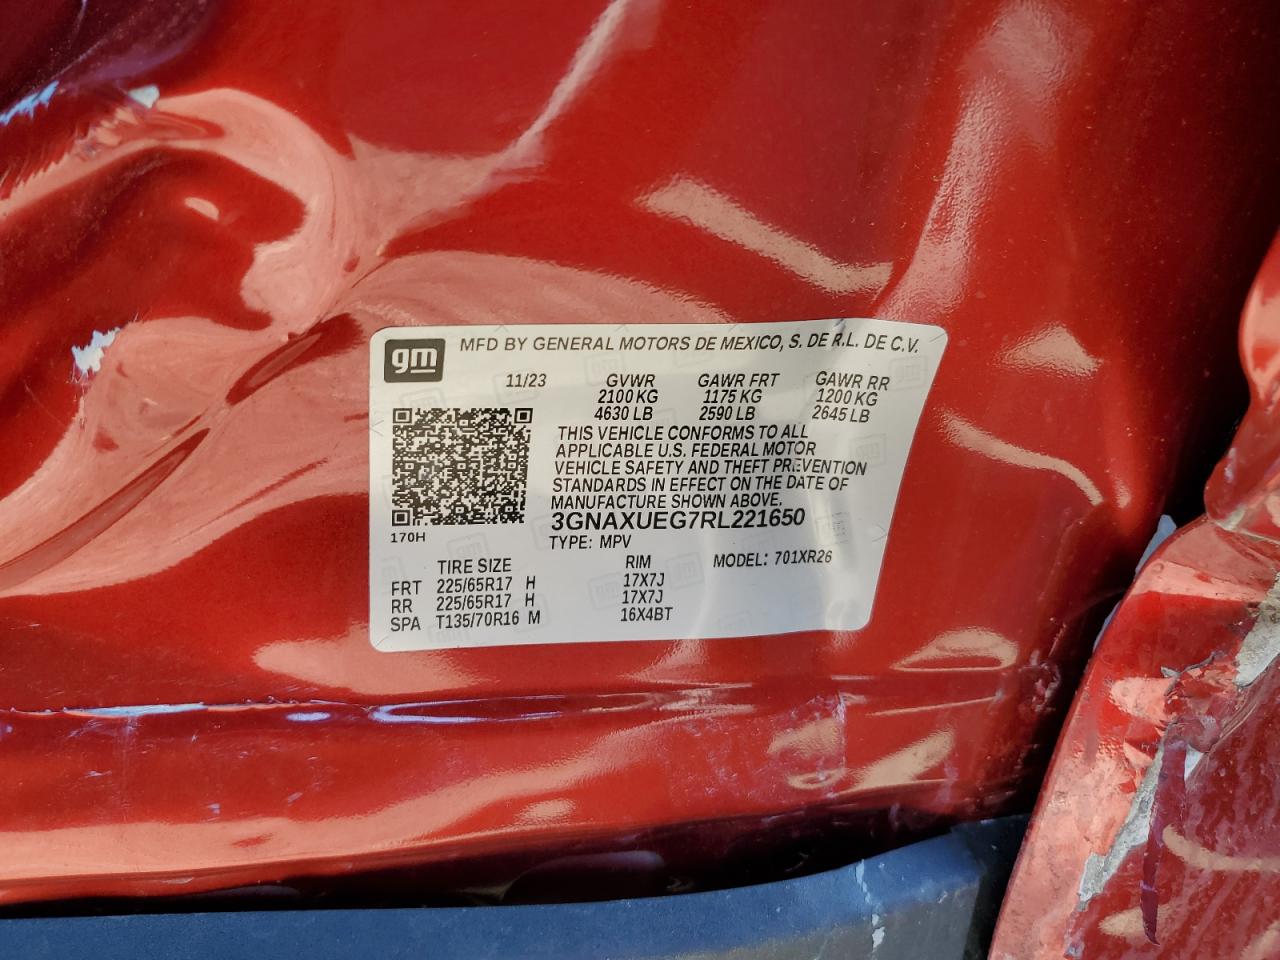 gm MFD BY GENERAL MOTORS DE MEXICO, S. DE R.L. DE C.V.
11/23 GVWR GAWR FRT GAWR RR
2100 KG 1175 KG 1200 KG
4630 LB 2590 LB 2645 LB
THIS VEHICLE CONFORMS TO ALL
APPLICABLE U.S. FEDERAL MOTOR
VEHICLE SAFETY AND THEFT PREVENTION
STANDARDS IN EFFECT ON THE DATE OF
MANUFACTURE SHOWN ABOVE.
3GNAXUEG7RL221650
170H
TYPE: MPV
TIRE SIZE RIM MODEL: 701XR26
FRT 225/65R17 H 17X7J
RR 225/65R17 H 17X7J
SPA T135/70R16 M 16X4BT